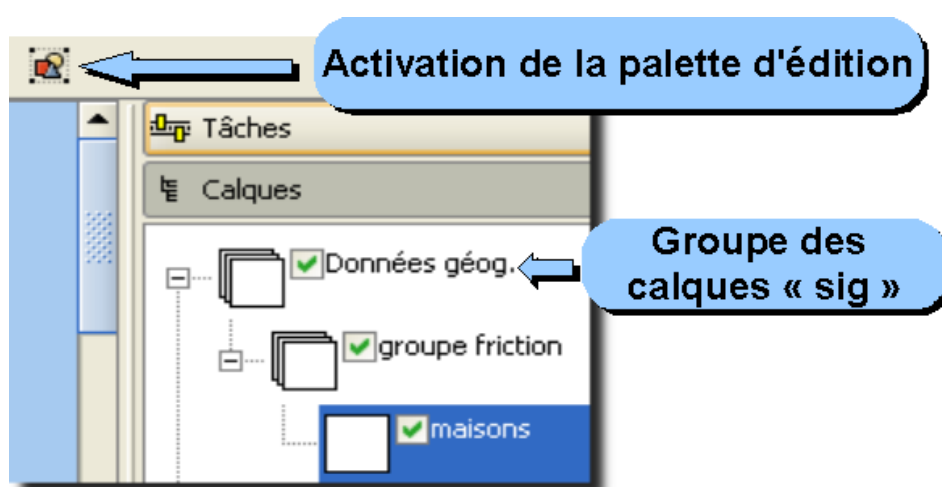 Activation de la palette d'édition
Tâches
Calques
Données géog.
Groupe des
calques « sig »
groupe friction
maisons